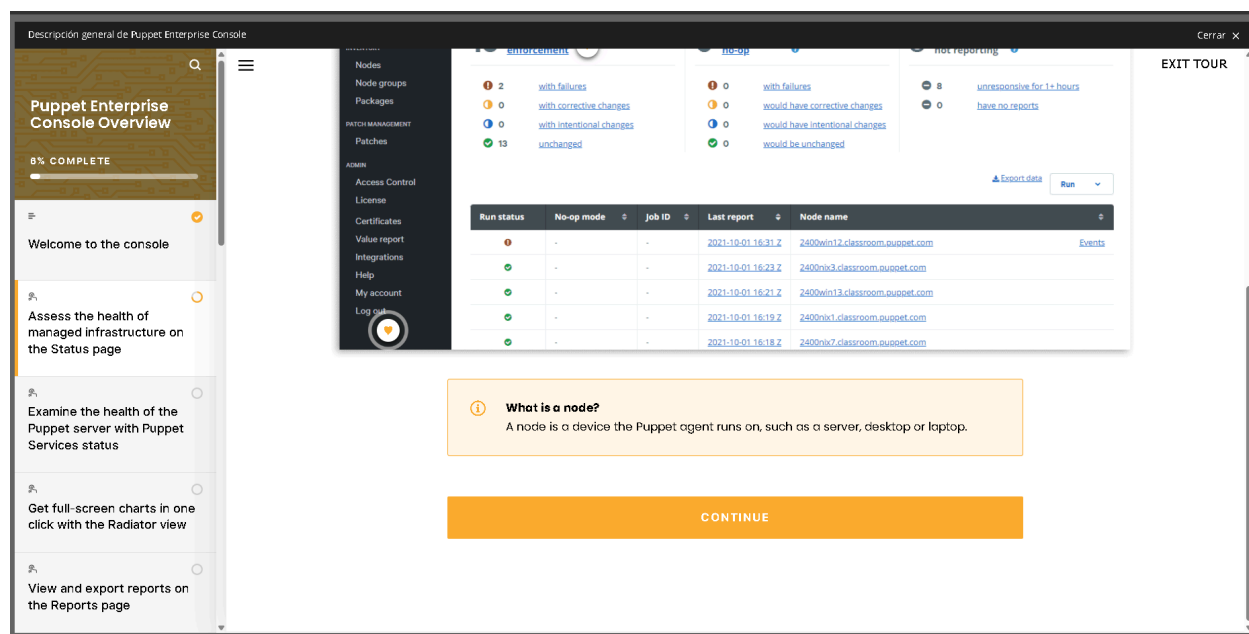 Descripción general de Puppet Enterprise Console
Cerrar
EXIT TOUR
Puppet Enterprise
Console Overview
6% COMPLETE
Welcome to the console
Assess the health of
managed infrastructure on
the Status page
Examine the health of the
Puppet server with Puppet
Services status
Get full-screen charts in one
click with the Radiator view
View and export reports on
the Reports page
Nodes
Node groups
Packages
PATCH MANAGEMENT
Patches
ADMIN
Access Control
License
Certificates
Value report
Integrations
Help
My account
Log out
enforcement
2 with failures
0 with corrective changes
0 with intentional changes
13 unchanged
no-op
0 with failures
0 would have corrective changes
0 would have intentional changes
0 would be unchanged
not reporting
8 unresponsive for 1+ hours
0 have no reports
Export data
Run
Run status No-op mode Job ID Last report Node name
- - 2021-10-01 16:31 Z 2400win12.classroom.puppet.com Events
- - 2021-10-01 16:23 Z 2400nix3.classroom.puppet.com
- - 2021-10-01 16:21 Z 2400win13.classroom.puppet.com
- - 2021-10-01 16:19 Z 2400nix1.classroom.puppet.com
- - 2021-10-01 16:18 Z 2400nix7.classroom.puppet.com
What is a node?
A node is a device the Puppet agent runs on, such as a server, desktop or laptop.
CONTINUE